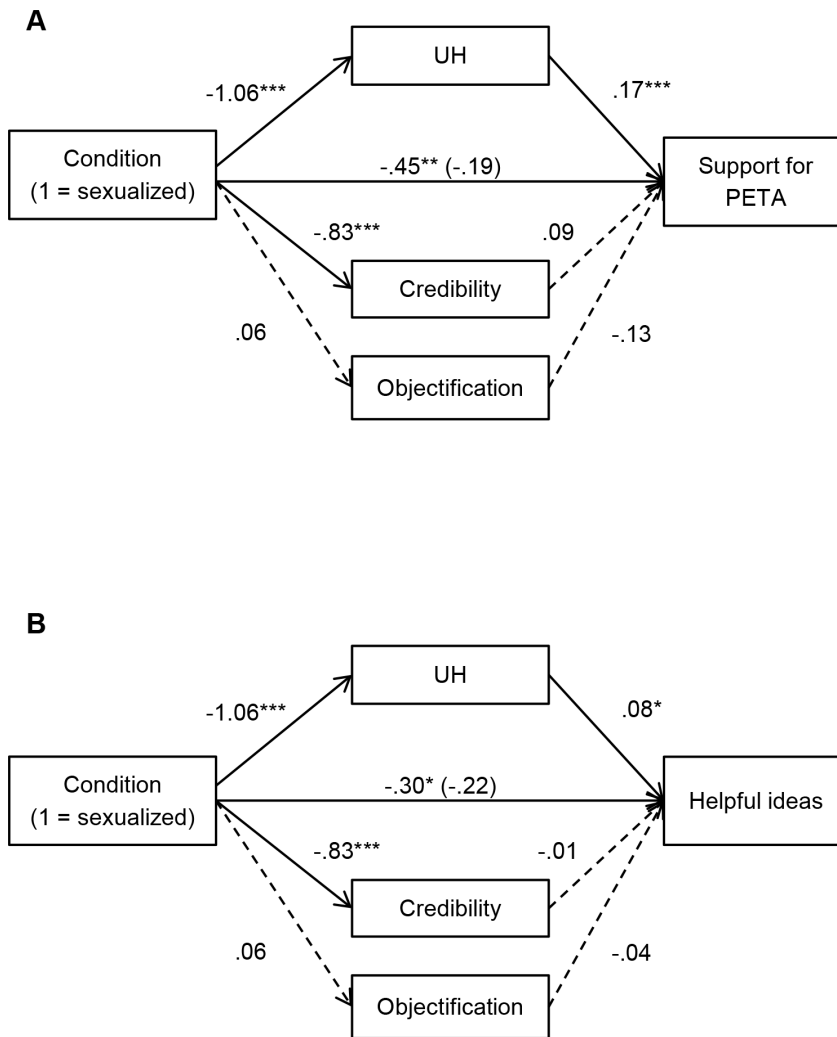 A
UH
-1.06***
.17***
Condition
(1 = sexualized)
-.45** (-.19)
Support for
PETA
-.83***
.09
Credibility
.06
-.13
Objectification
B
UH
-1.06***
.08*
Condition
(1 = sexualized)
-.30* (-.22)
Helpful ideas
-.83***
-.01
Credibility
.06
-.04
Objectification